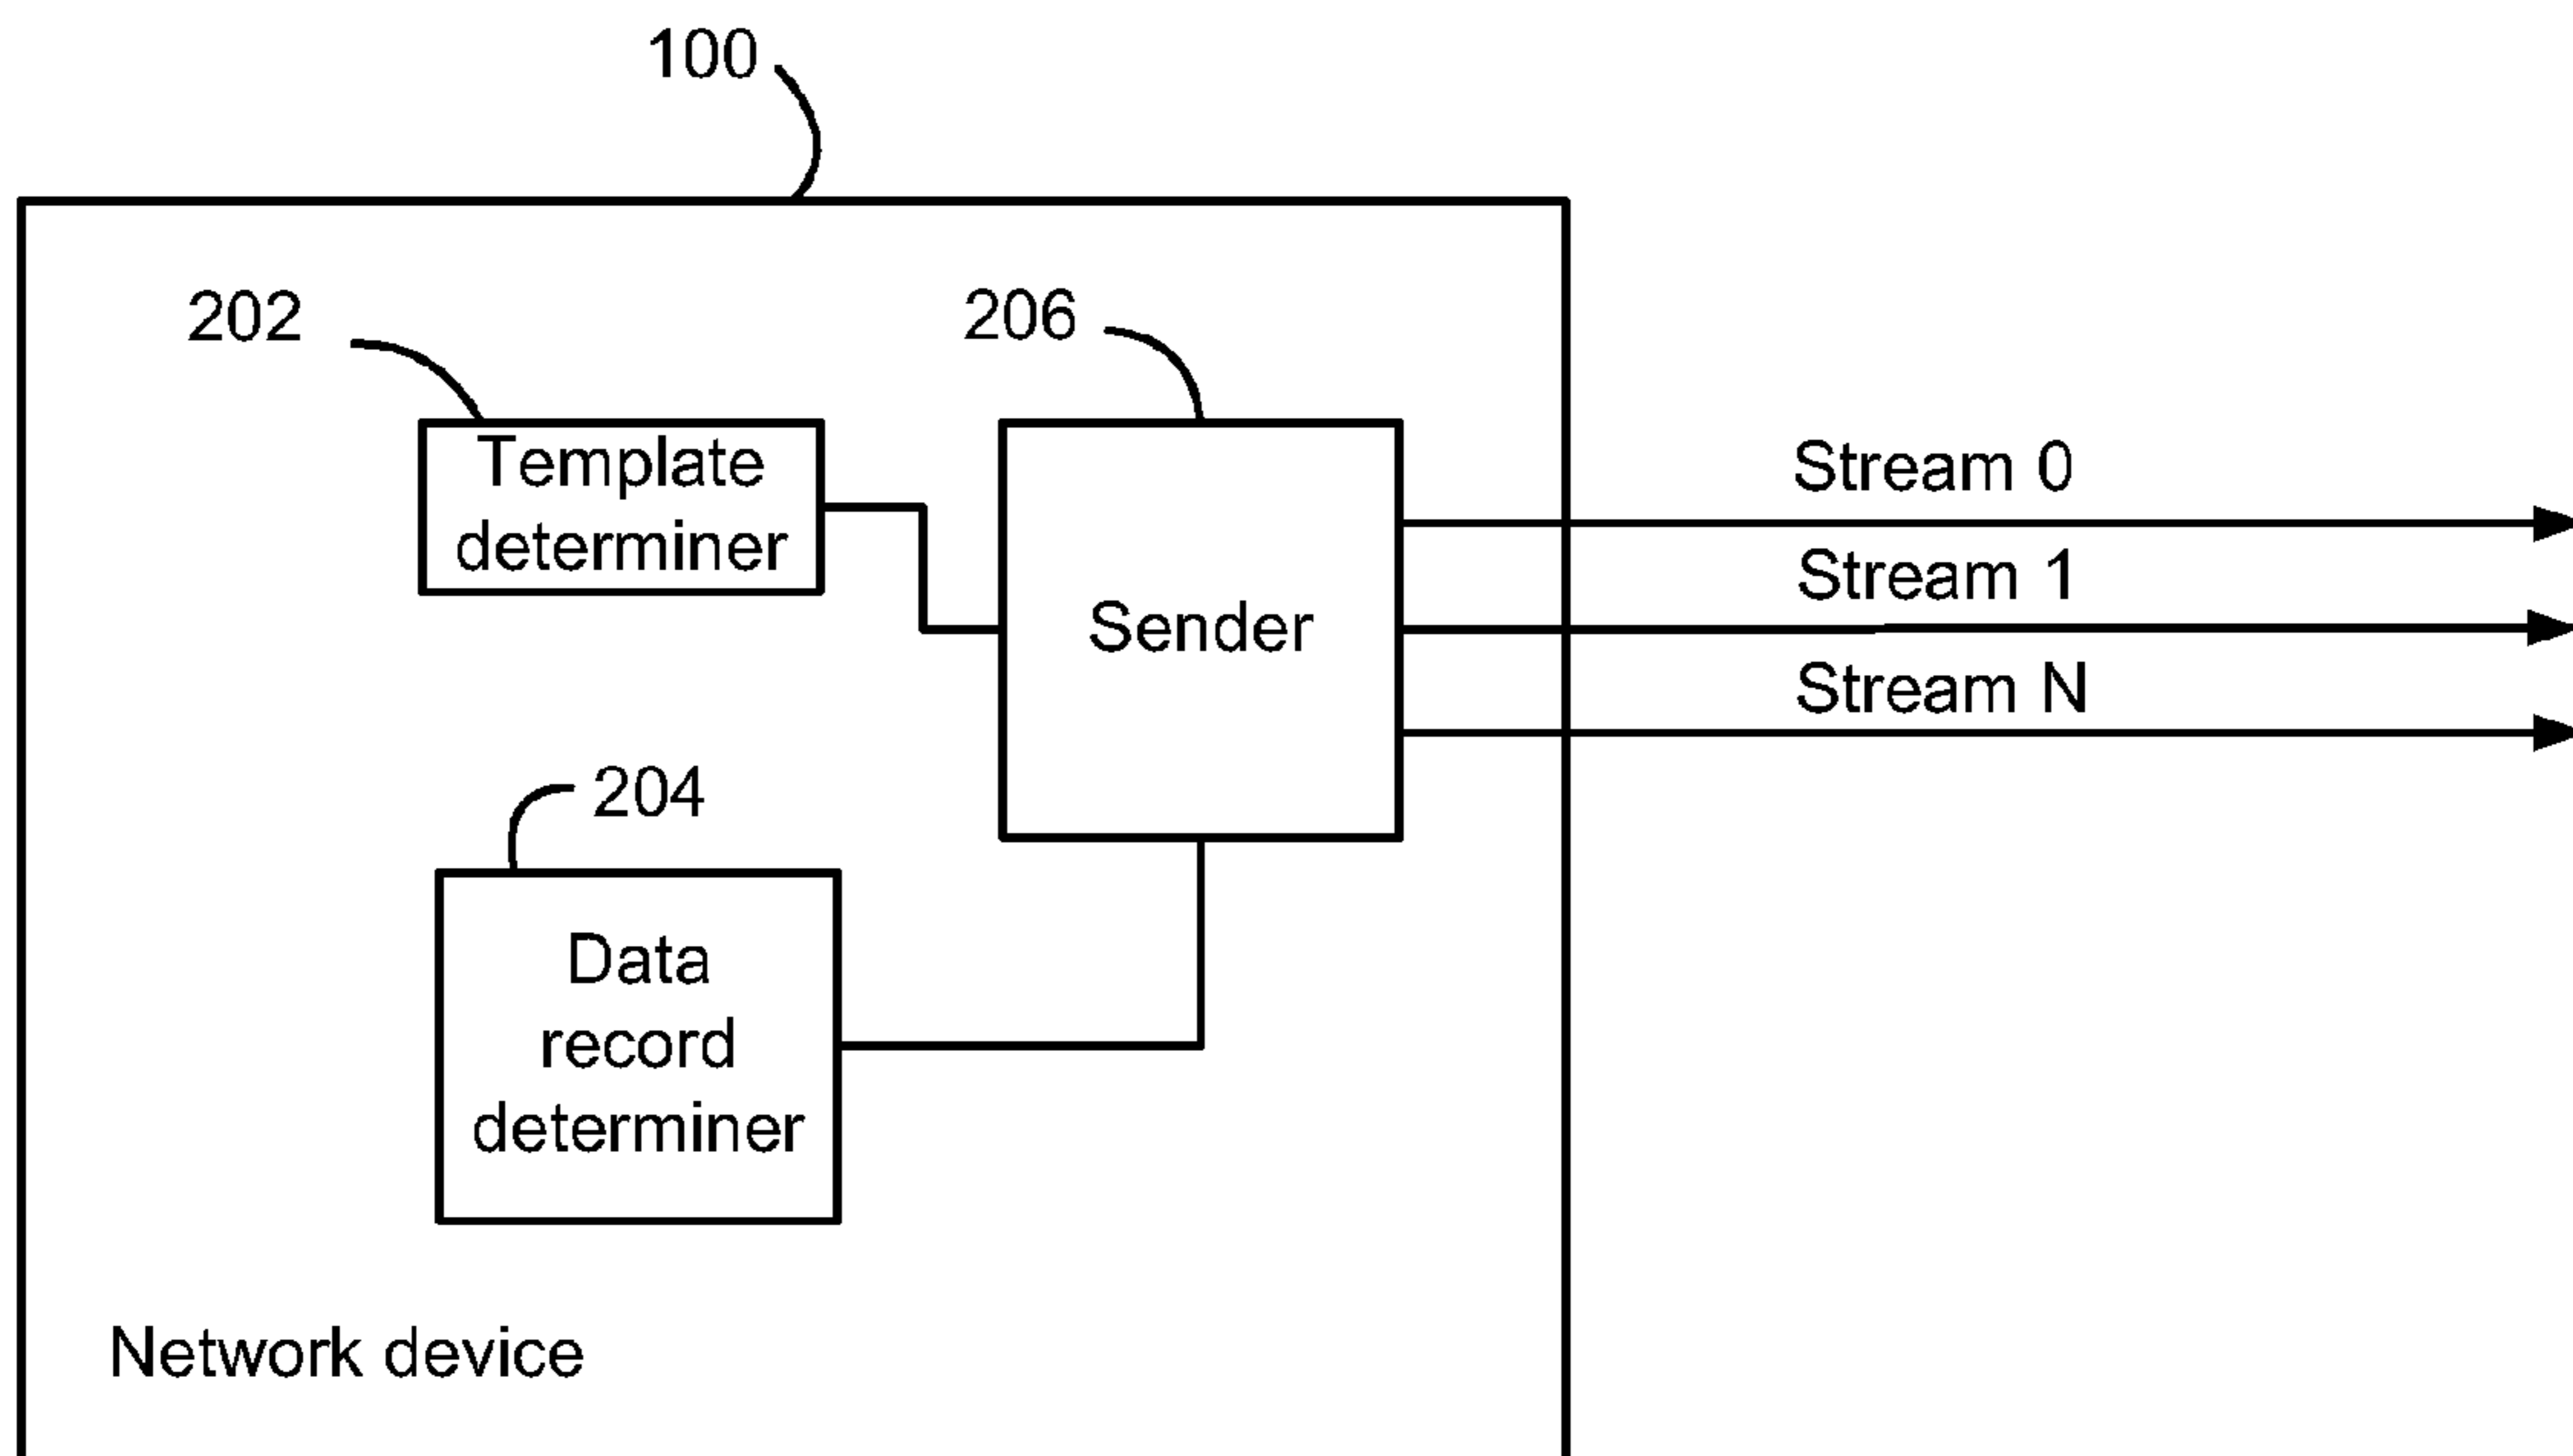 100
202
206
Template
determiner
Sender
Stream 0
Stream 1
Stream N
204
Data
record
determiner
Network device